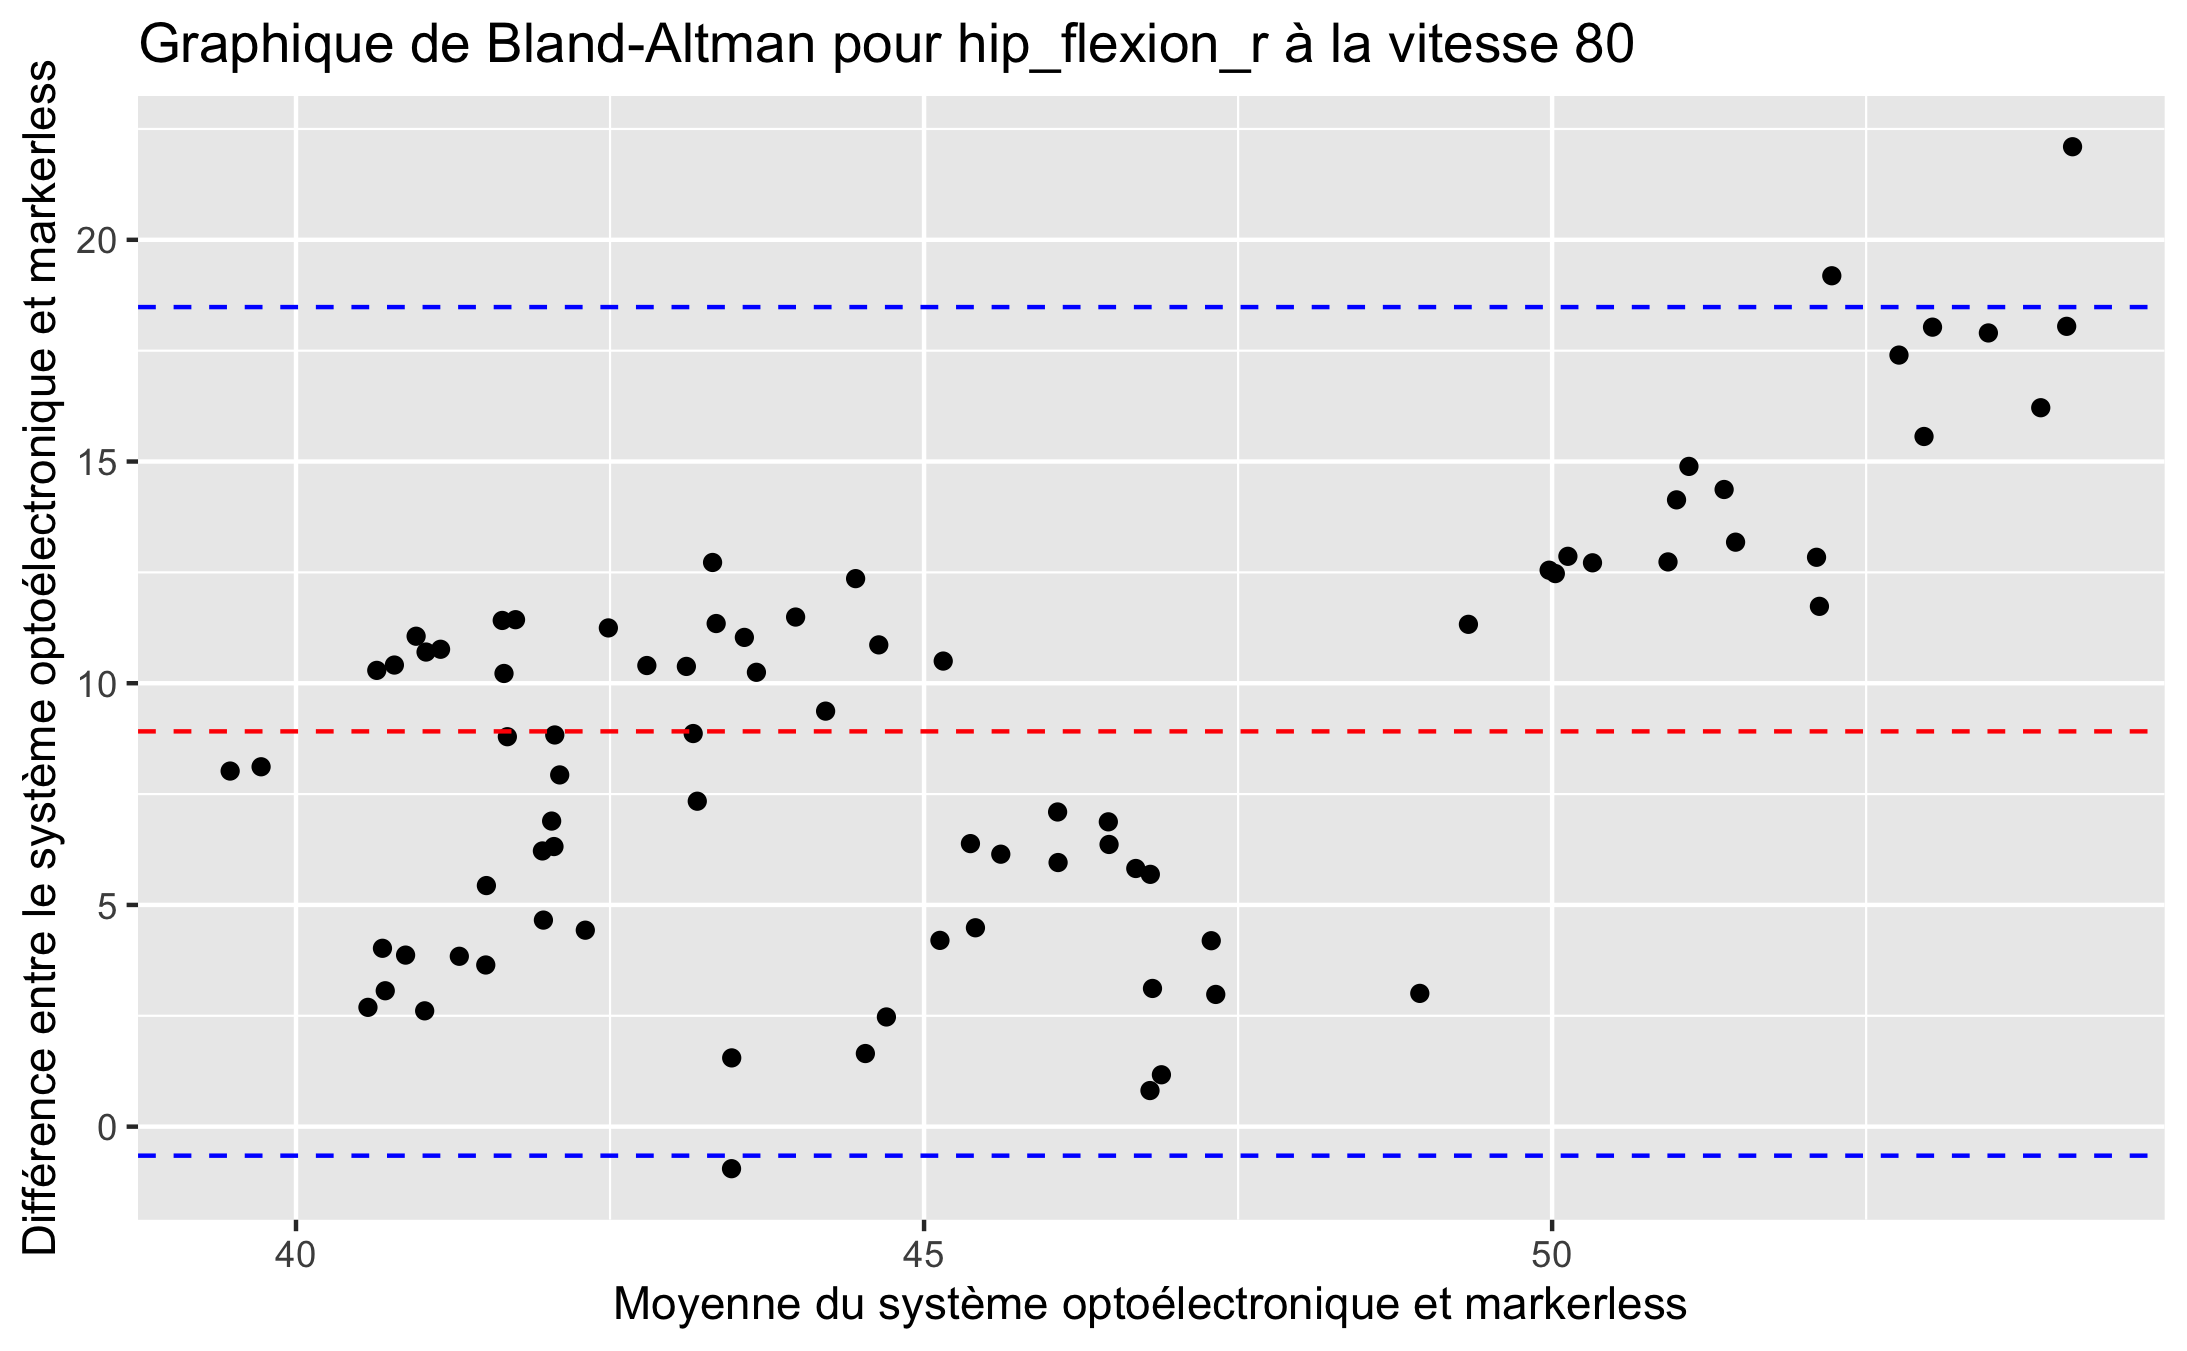 Graphique de Bland-Altman pour hip_flexion_r à la vitesse 80
Différence entre le système optoélectronique et markerless
20
15
10
5
0
40 45 50
Moyenne du système optoélectronique et markerless